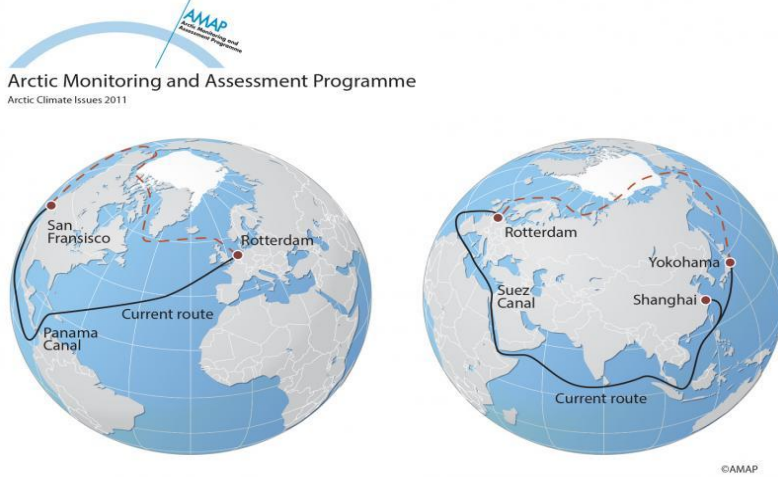 AMAP
Arctic Monitoring and
Assessment Programme
Arctic Monitoring and Assessment Programme
Arctic Climate Issues 2011
San
Fransisco
Rotterdam
Current route
Panama
Canal
Rotterdam
Yokohama
Suez
Canal
Shanghai
Current route
©AMAP